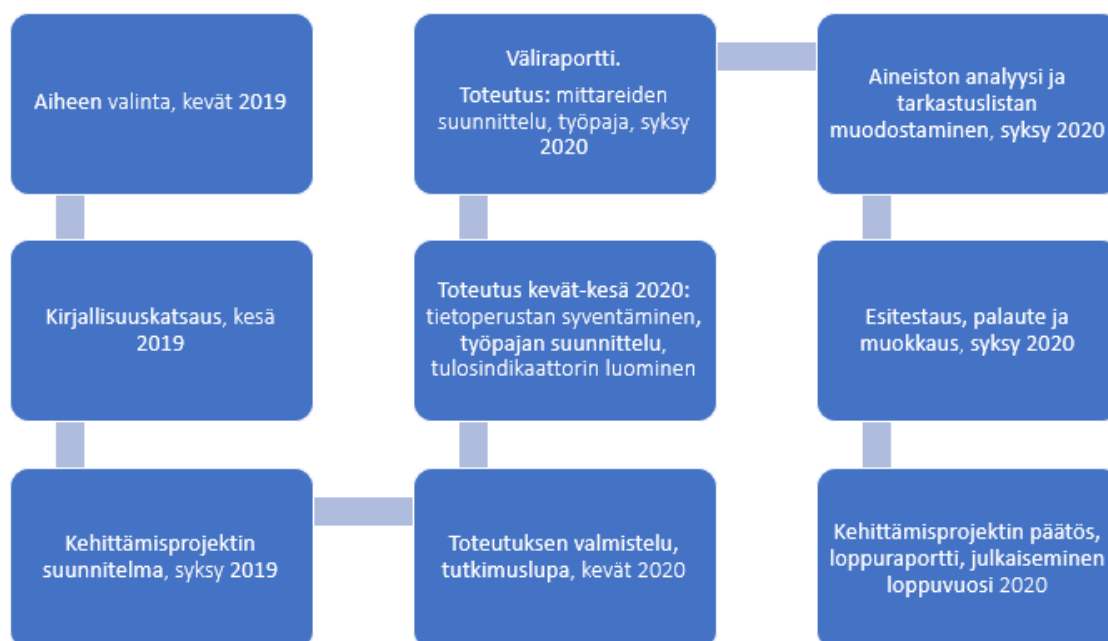 Aiheen valinta, kevät 2019
Kirjallisuuskatsaus, kesä
2019
Kehittämisprojektin
suunnitelma, syksy 2019
Toteutuksen valmistelu,
tutkimuslupa, kevät 2020
Toteutus kevät-kesä 2020:
tietoperustan syventäminen,
työpajan suunnittelu,
tulosindikaattorin luominen
Väliraportti.
Toteutus: mittareiden
suunnittelu, työpaja, syksy
2020
Aineiston analyysi ja
tarkastuslistan
muodostaminen, syksy 2020
Esitestaus, palaute ja
muokkaus, syksy 2020
Kehittämisprojektin päätös,
loppuraportti, julkaiseminen
loppuvuosi 2020